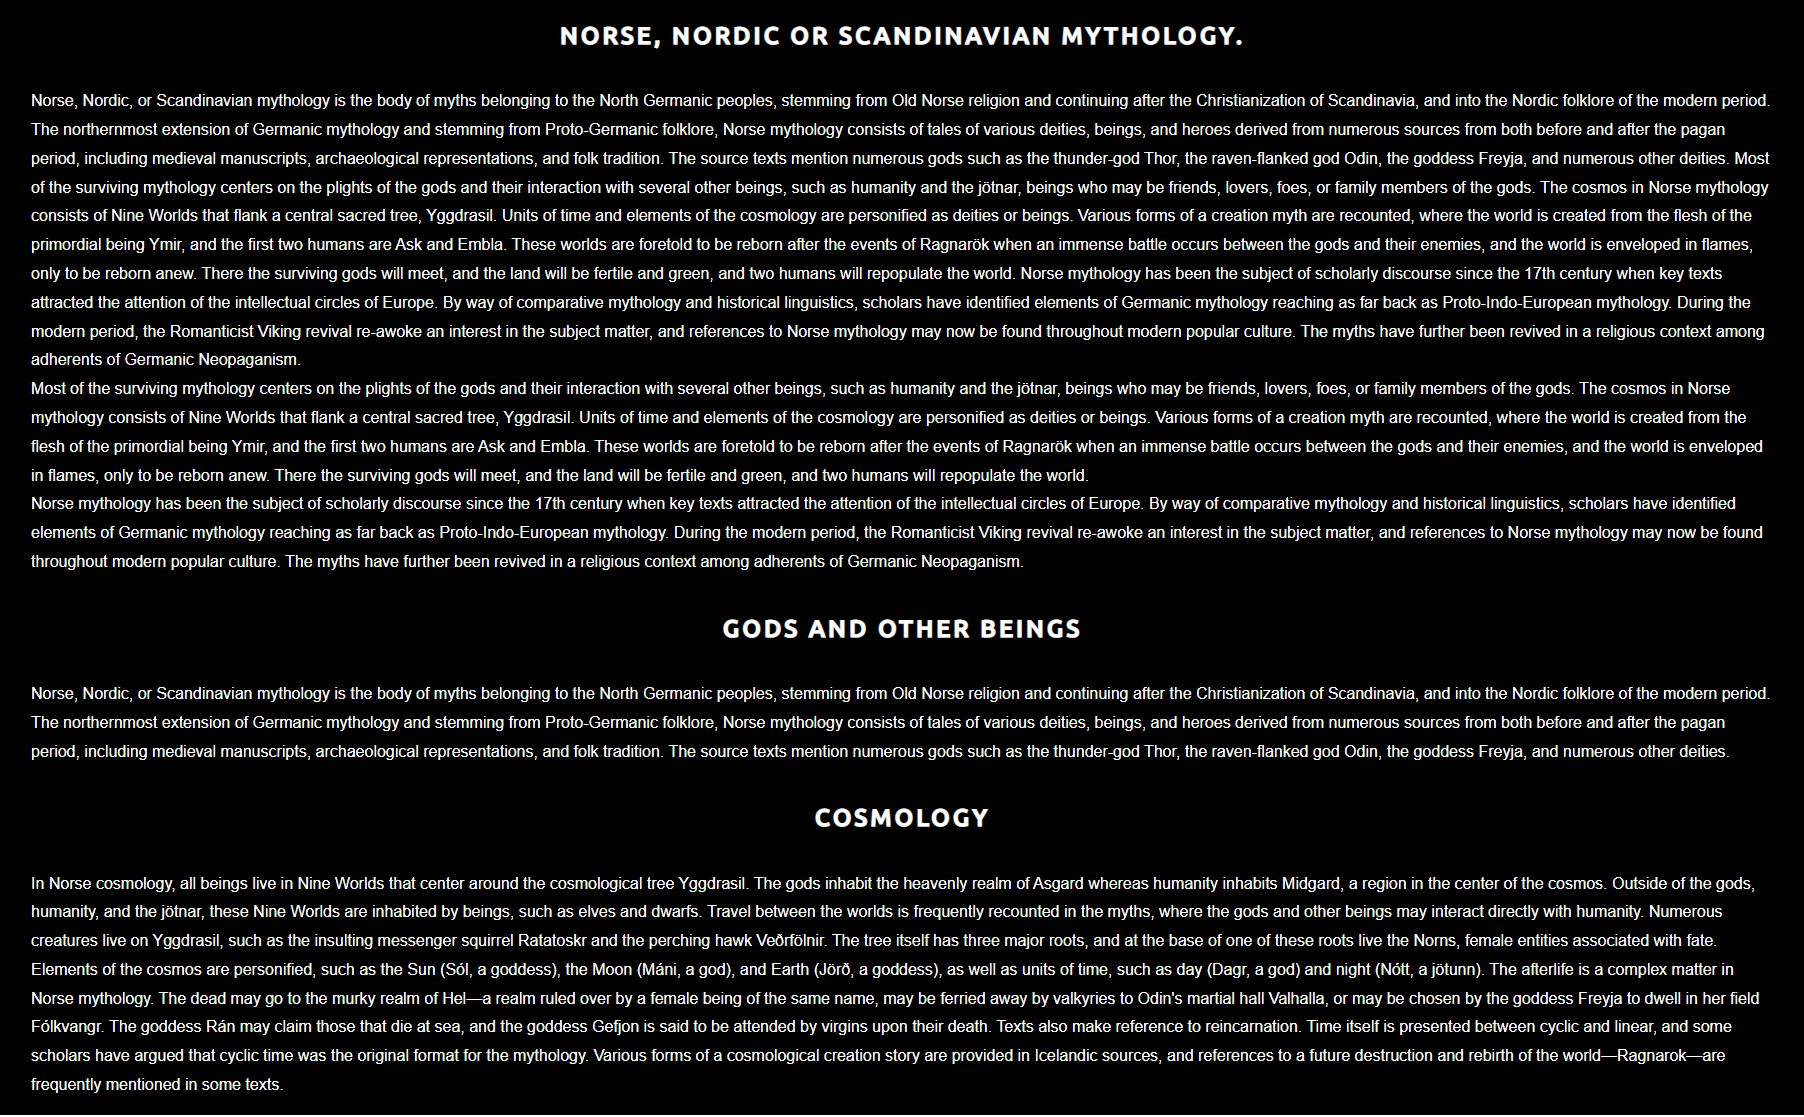 NORSE, NORDIC OR SCANDINAVIAN MYTHOLOGY.
Norse, Nordic, or Scandinavian mythology is the body of myths belonging to the North Germanic peoples, stemming from Old Norse religion and continuing after the Christianization of Scandinavia, and into the Nordic folklore of the modern period.
The northernmost extension of Germanic mythology and stemming from Proto-Germanic folklore, Norse mythology consists of tales of various deities, beings, and heroes derived from numerous sources from both before and after the pagan
period, including medieval manuscripts, archaeological representations, and folk tradition. The source texts mention numerous gods such as the thunder-god Thor, the raven-flanked god Odin, the goddess Freyja, and numerous other deities. Most
of the surviving mythology centers on the plights of the gods and their interaction with several other beings, such as humanity and the jötnar, beings who may be friends, lovers, foes, or family members of the gods. The cosmos in Norse mythology
consists of Nine Worlds that flank a central sacred tree, Yggdrasil. Units of time and elements of the cosmology are personified as deities or beings. Various forms of a creation myth are recounted, where the world is created from the flesh of the
primordial being Ymir, and the first two humans are Ask and Embla. These worlds are foretold to be reborn after the events of Ragnarök when an immense battle occurs between the gods and their enemies, and the world is enveloped in flames,
only to be reborn anew. There the surviving gods will meet, and the land will be fertile and green, and two humans will repopulate the world. Norse mythology has been the subject of scholarly discourse since the 17th century when key texts
attracted the attention of the intellectual circles of Europe. By way of comparative mythology and historical linguistics, scholars have identified elements of Germanic mythology reaching as far back as Proto-Indo-European mythology. During the
modern period, the Romanticist Viking revival re-awoke an interest in the subject matter, and references to Norse mythology may now be found throughout modern popular culture. The myths have further been revived in a religious context among
adherents of Germanic Neopaganism.
Most of the surviving mythology centers on the plights of the gods and their interaction with several other beings, such as humanity and the jötnar, beings who may be friends, lovers, foes, or family members of the gods. The cosmos in Norse
mythology consists of Nine Worlds that flank a central sacred tree, Yggdrasil. Units of time and elements of the cosmology are personified as deities or beings. Various forms of a creation myth are recounted, where the world is created from the
flesh of the primordial being Ymir, and the first two humans are Ask and Embla. These worlds are foretold to be reborn after the events of Ragnarök when an immense battle occurs between the gods and their enemies, and the world is enveloped
in flames, only to be reborn anew. There the surviving gods will meet, and the land will be fertile and green, and two humans will repopulate the world.
Norse mythology has been the subject of scholarly discourse since the 17th century when key texts attracted the attention of the intellectual circles of Europe. By way of comparative mythology and historical linguistics, scholars have identified
elements of Germanic mythology reaching as far back as Proto-Indo-European mythology. During the modern period, the Romanticist Viking revival re-awoke an interest in the subject matter, and references to Norse mythology may now be found
throughout modern popular culture. The myths have further been revived in a religious context among adherents of Germanic Neopaganism.
GODS AND OTHER BEINGS
Norse, Nordic, or Scandinavian mythology is the body of myths belonging to the North Germanic peoples, stemming from Old Norse religion and continuing after the Christianization of Scandinavia, and into the Nordic folklore of the modern period.
The northernmost extension of Germanic mythology and stemming from Proto-Germanic folklore, Norse mythology consists of tales of various deities, beings, and heroes derived from numerous sources from both before and after the pagan
period, including medieval manuscripts, archaeological representations, and folk tradition. The source texts mention numerous gods such as the thunder-god Thor, the raven-flanked god Odin, the goddess Freyja, and numerous other deities.
COSMOLOGY
In Norse cosmology, all beings live in Nine Worlds that center around the cosmological tree Yggdrasil. The gods inhabit the heavenly realm of Asgard whereas humanity inhabits Midgard, a region in the center of the cosmos. Outside of the gods,
humanity, and the jötnar, these Nine Worlds are inhabited by beings, such as elves and dwarfs. Travel between the worlds is frequently recounted in the myths, where the gods and other beings may interact directly with humanity. Numerous
creatures live on Yggdrasil, such as the insulting messenger squirrel Ratatoskr and the perching hawk Veðrfölnir. The tree itself has three major roots, and at the base of one of these roots live the Norns, female entities associated with fate.
Elements of the cosmos are personified, such as the Sun (Sól, a goddess), the Moon (Máni, a god), and Earth (Jörð, a goddess), as well as units of time, such as day (Dagr, a god) and night (Nótt, a jötunn). The afterlife is a complex matter in
Norse mythology. The dead may go to the murky realm of Hel—a realm ruled over by a female being of the same name, may be ferried away by valkyries to Odin's martial hall Valhalla, or may be chosen by the goddess Freyja to dwell in her field
Fólkvangr. The goddess Rán may claim those that die at sea, and the goddess Gefjon is said to be attended by virgins upon their death. Texts also make reference to reincarnation. Time itself is presented between cyclic and linear, and some
scholars have argued that cyclic time was the original format for the mythology. Various forms of a cosmological creation story are provided in Icelandic sources, and references to a future destruction and rebirth of the world—Ragnarok—are
frequently mentioned in some texts.